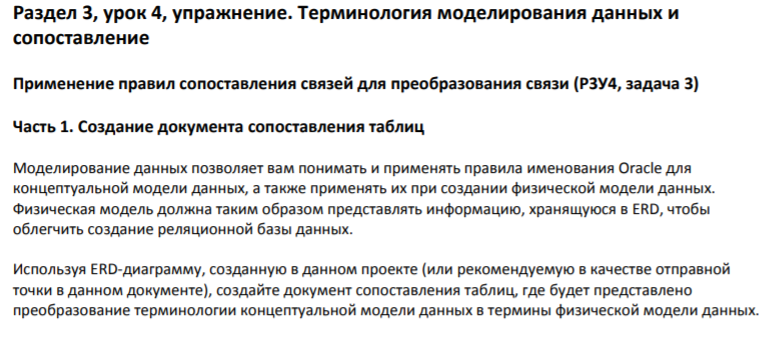 Раздел 3, урок 4, упражнение. Терминология моделирования данных и
сопоставление
Применение правил сопоставления связей для преобразования связи (Р3У4, задача 3)
Часть 1. Создание документа сопоставления таблиц
Моделирование данных позволяет вам понимать и применять правила именования Oracle для
концептуальной модели данных, а также применять их при создании физической модели данных.
Физическая модель должна таким образом представлять информацию, хранящуюся в ERD, чтобы
облегчить создание реляционной базы данных.
Используя ERD-диаграмму, созданную в данном проекте (или рекомендуемую в качестве отправной
точки в данном документе), создайте документ сопоставления таблиц, где будет представлено
преобразование терминологии концептуальной модели данных в термины физической модели данных.